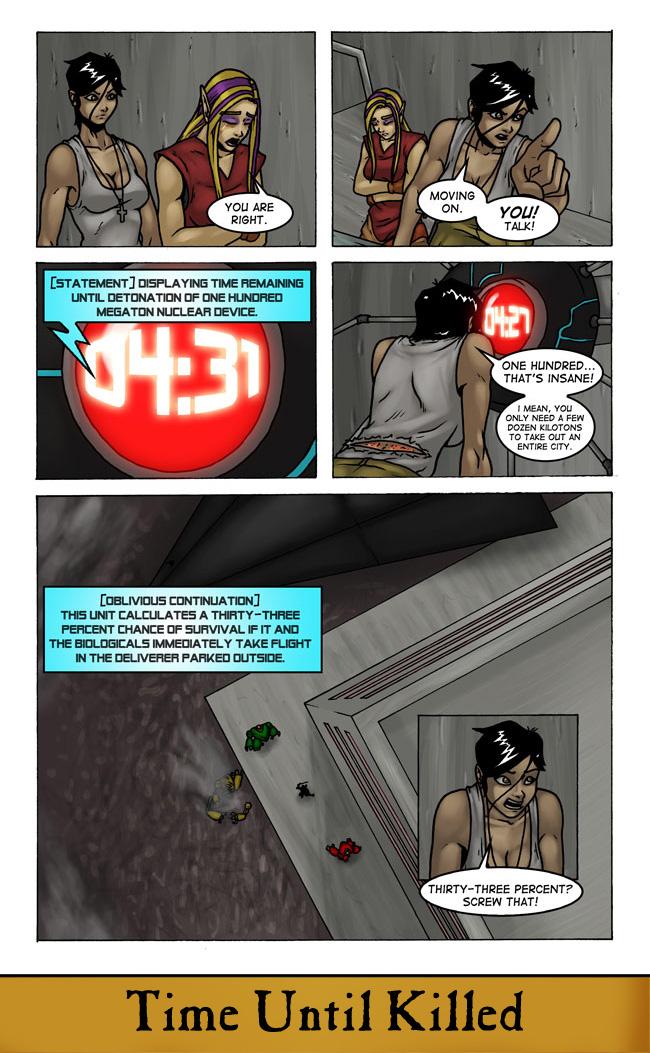 YOU ARE
RIGHT.
MOVING
ON.
YOU!
TALK!
[STATEMENT] DISPLAYING TIME REMAINING
UNTIL DETONATION OF ONE HUNDRED
MEGATON NUCLEAR DEVICE.
04:31
04:27
ONE HUNDRED...
THAT'S INSANE!
I MEAN, YOU
ONLY NEED A FEW
DOZEN KILOTONS
TO TAKE OUT AN
ENTIRE CITY.
[OBLIVIOUS CONTINUATION]
THIS UNIT CALCULATES A THIRTY-THREE
PERCENT CHANCE OF SURVIVAL IF IT AND
THE BIOLOGICALS IMMEDIATELY TAKE FLIGHT
IN THE DELIVERER PARKED OUTSIDE.
THIRTY-THREE PERCENT?
SCREW THAT!
Time Until Killed